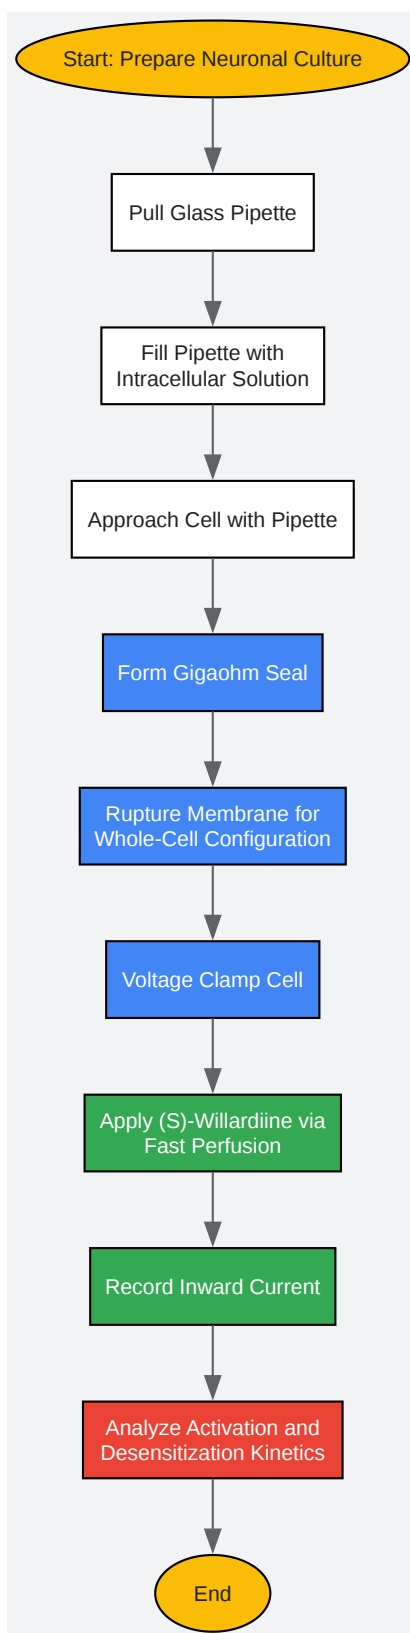 Start: Prepare Neuronal Culture
Pull Glass Pipette
Fill Pipette with
Intracellular Solution
Approach Cell with Pipette
Form Gigaohm Seal
Rupture Membrane for
Whole-Cell Configuration
Voltage Clamp Cell
Apply (S)-Willardiine via
Fast Perfusion
Record Inward Current
Analyze Activation and
Desensitization Kinetics
End